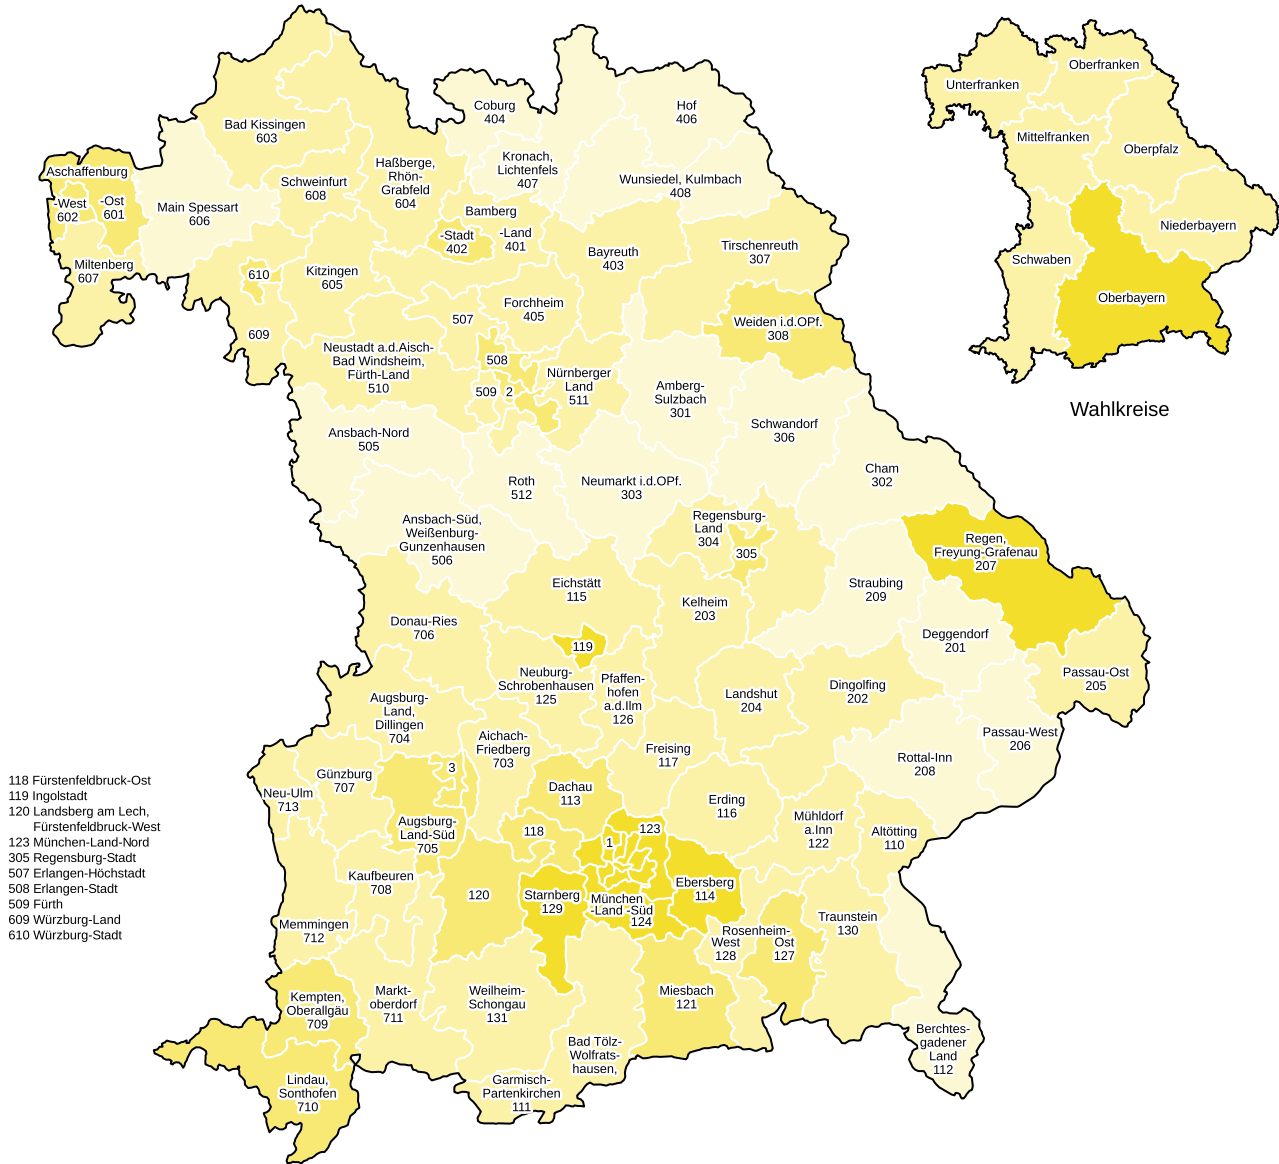 Coburg
404
Hof
406
Bad Kissingen
603
Kronach,
Lichtenfels
407
Haßberge,
Rhön-
Grabfeld
604
Aschaffenburg
-West
602
-Ost
601
Schweinfurt
608
Wunsiedel, Kulmbach
408
Main Spessart
606
Bamberg
-Stadt
402
-Land
401
Bayreuth
403
Tirschenreuth
307
Miltenberg
607
610
Kitzingen
605
Forchheim
405
507
609
Weiden i.d.OPf.
308
Neustadt a.d.Aisch-
Bad Windsheim,
Fürth-Land
510
508
509
2
Nürnberger
Land
511
Amberg-
Sulzbach
301
Schwandorf
306
Ansbach-Nord
505
Cham
302
Roth
512
Neumarkt i.d.OPf.
303
Regensburg-
Land
304
305
Ansbach-Süd,
Weißenburg-
Gunzenhausen
506
Regen,
Freyung-Grafenau
207
Eichstätt
115
Straubing
209
Kelheim
203
Donau-Ries
706
Deggendorf
201
119
Neuburg-
Schrobenhausen
125
Pfaffen-
hofen
a.d.Ilm
126
Passau-Ost
205
Landshut
204
Dingolfing
202
Augsburg-
Land,
Dillingen
704
Aichach-
Friedberg
703
Freising
117
Passau-West
206
Rottal-Inn
208
Günzburg
707
3
Neu-Ulm
713
Dachau
113
Erding
116
Augsburg-
Land-Süd
705
118
123
1
Mühldorf
a.Inn
122
Altötting
110
Kaufbeuren
708
120
Starnberg
129
München
-Land -Süd
124
Ebersberg
114
Memmingen
712
Rosenheim-
West
128
Ost
127
Traunstein
130
Kempten,
Oberallgäu
709
Markt-
oberdorf
711
Weilheim-
Schongau
131
Miesbach
121
Bad Tölz-
Wolfrats-
hausen,
Garmisch-
Partenkirchen
111
Lindau,
Sonthofen
710
Berchtes-
gadener
Land
112
118 Fürstenfeldbruck-Ost
119 Ingolstadt
120 Landsberg am Lech,
Fürstenfeldbruck-West
123 München-Land-Nord
305 Regensburg-Stadt
507 Erlangen-Höchstadt
508 Erlangen-Stadt
509 Fürth
609 Würzburg-Land
610 Würzburg-Stadt
Oberfranken
Unterfranken
Mittelfranken
Oberpfalz
Niederbayern
Schwaben
Oberbayern
Wahlkreise